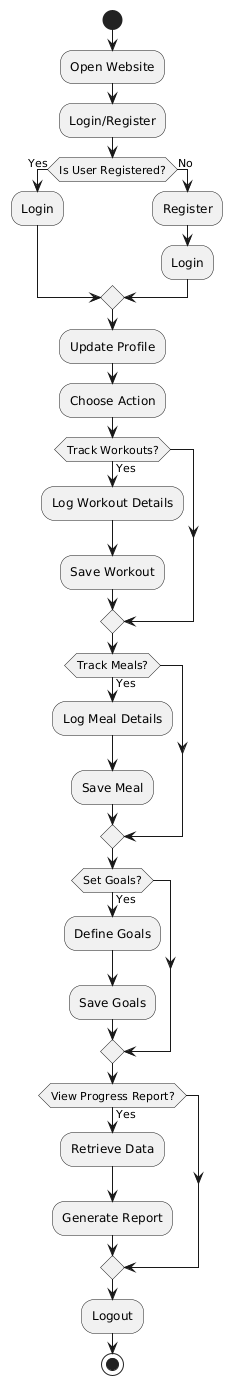 Open Website
Login/Register
Is User Registered?
Yes
No
Login
Register
Login
Update Profile
Choose Action
Track Workouts?
Yes
Log Workout Details
Save Workout
Track Meals?
Yes
Log Meal Details
Save Meal
Set Goals?
Yes
Define Goals
Save Goals
View Progress Report?
Yes
Retrieve Data
Generate Report
Logout